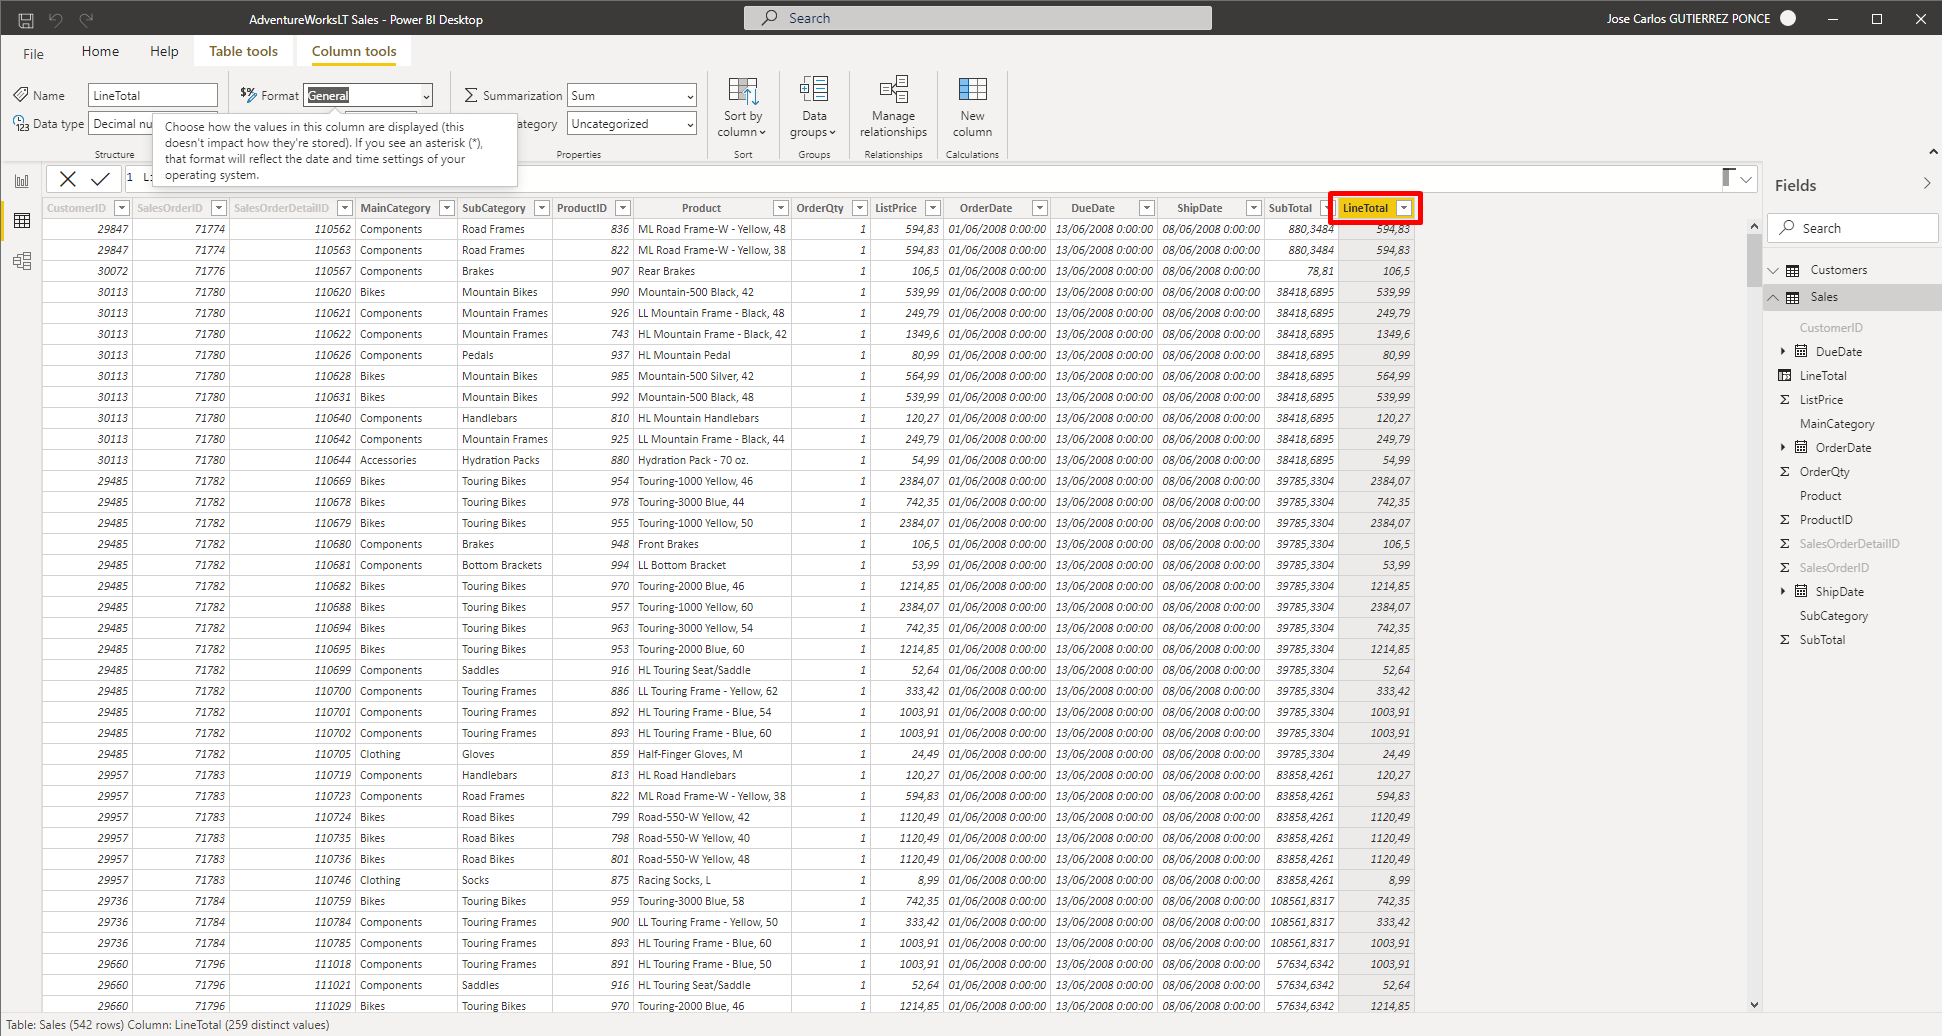 AdventureWorksLT Sales - Power BI Desktop
Search
Jose Carlos GUTIERREZ PONCE
File Home Help Table tools Column tools
Name LineTotal $% Format General Summarization Sum
Data type Decimal nu ategory Uncategorized
Choose how the values in this column are displayed (this
doesn't impact how they're stored). If you see an asterisk (*),
that format will reflect the date and time settings of your
operating system.
Sort by
column
Data
groups
Manage
relationships
New
column
Structure Properties Sort Groups Relationships Calculations
1 Li
CustomerID SalesOrderID SalesOrderDetailID MainCategory SubCategory ProductID Product OrderQty ListPrice OrderDate DueDate ShipDate SubTotal LineTotal
29847 71774 110562 Components Road Frames 836 ML Road Frame-W - Yellow, 48 1 594,83 01/06/2008 0:00:00 13/06/2008 0:00:00 08/06/2008 0:00:00 880,3484 594,83
29847 71774 110563 Components Road Frames 822 ML Road Frame-W - Yellow, 38 1 594,83 01/06/2008 0:00:00 13/06/2008 0:00:00 08/06/2008 0:00:00 880,3484 594,83
30072 71776 110567 Components Brakes 907 Rear Brakes 1 106,5 01/06/2008 0:00:00 13/06/2008 0:00:00 08/06/2008 0:00:00 78,81 106,5
30113 71780 110620 Bikes Mountain Bikes 990 Mountain-500 Black, 42 1 539,99 01/06/2008 0:00:00 13/06/2008 0:00:00 08/06/2008 0:00:00 38418,6895 539,99
30113 71780 110621 Components Mountain Frames 926 LL Mountain Frame - Black, 48 1 249,79 01/06/2008 0:00:00 13/06/2008 0:00:00 08/06/2008 0:00:00 38418,6895 249,79
30113 71780 110622 Components Mountain Frames 743 HL Mountain Frame - Black, 42 1 1349,6 01/06/2008 0:00:00 13/06/2008 0:00:00 08/06/2008 0:00:00 38418,6895 1349,6
30113 71780 110626 Components Pedals 937 HL Mountain Pedal 1 80,99 01/06/2008 0:00:00 13/06/2008 0:00:00 08/06/2008 0:00:00 38418,6895 80,99
30113 71780 110628 Bikes Mountain Bikes 985 Mountain-500 Silver, 42 1 564,99 01/06/2008 0:00:00 13/06/2008 0:00:00 08/06/2008 0:00:00 38418,6895 564,99
30113 71780 110631 Bikes Mountain Bikes 992 Mountain-500 Black, 48 1 539,99 01/06/2008 0:00:00 13/06/2008 0:00:00 08/06/2008 0:00:00 38418,6895 539,99
30113 71780 110640 Components Handlebars 810 HL Mountain Handlebars 1 120,27 01/06/2008 0:00:00 13/06/2008 0:00:00 08/06/2008 0:00:00 38418,6895 120,27
30113 71780 110642 Components Mountain Frames 925 LL Mountain Frame - Black, 44 1 249,79 01/06/2008 0:00:00 13/06/2008 0:00:00 08/06/2008 0:00:00 38418,6895 249,79
30113 71780 110644 Accessories Hydration Packs 880 Hydration Pack - 70 oz. 1 54,99 01/06/2008 0:00:00 13/06/2008 0:00:00 08/06/2008 0:00:00 38418,6895 54,99
29485 71782 110669 Bikes Touring Bikes 954 Touring-1000 Yellow, 46 1 2384,07 01/06/2008 0:00:00 13/06/2008 0:00:00 08/06/2008 0:00:00 39785,3304 2384,07
29485 71782 110678 Bikes Touring Bikes 978 Touring-3000 Blue, 44 1 742,35 01/06/2008 0:00:00 13/06/2008 0:00:00 08/06/2008 0:00:00 39785,3304 742,35
29485 71782 110679 Bikes Touring Bikes 955 Touring-1000 Yellow, 50 1 2384,07 01/06/2008 0:00:00 13/06/2008 0:00:00 08/06/2008 0:00:00 39785,3304 2384,07
29485 71782 110680 Components Brakes 948 Front Brakes 1 106,5 01/06/2008 0:00:00 13/06/2008 0:00:00 08/06/2008 0:00:00 39785,3304 106,5
29485 71782 110681 Components Bottom Brackets 994 LL Bottom Bracket 1 53,99 01/06/2008 0:00:00 13/06/2008 0:00:00 08/06/2008 0:00:00 39785,3304 53,99
29485 71782 110682 Bikes Touring Bikes 970 Touring-2000 Blue, 46 1 1214,85 01/06/2008 0:00:00 13/06/2008 0:00:00 08/06/2008 0:00:00 39785,3304 1214,85
29485 71782 110688 Bikes Touring Bikes 957 Touring-1000 Yellow, 60 1 2384,07 01/06/2008 0:00:00 13/06/2008 0:00:00 08/06/2008 0:00:00 39785,3304 2384,07
29485 71782 110694 Bikes Touring Bikes 963 Touring-3000 Yellow, 54 1 742,35 01/06/2008 0:00:00 13/06/2008 0:00:00 08/06/2008 0:00:00 39785,3304 742,35
29485 71782 110695 Bikes Touring Bikes 953 Touring-2000 Blue, 60 1 1214,85 01/06/2008 0:00:00 13/06/2008 0:00:00 08/06/2008 0:00:00 39785,3304 1214,85
29485 71782 110699 Components Saddles 916 HL Touring Seat/Saddle 1 52,64 01/06/2008 0:00:00 13/06/2008 0:00:00 08/06/2008 0:00:00 39785,3304 52,64
29485 71782 110700 Components Touring Frames 886 LL Touring Frame - Yellow, 62 1 333,42 01/06/2008 0:00:00 13/06/2008 0:00:00 08/06/2008 0:00:00 39785,3304 333,42
29485 71782 110701 Components Touring Frames 892 HL Touring Frame - Blue, 54 1 1003,91 01/06/2008 0:00:00 13/06/2008 0:00:00 08/06/2008 0:00:00 39785,3304 1003,91
29485 71782 110702 Components Touring Frames 893 HL Touring Frame - Blue, 60 1 1003,91 01/06/2008 0:00:00 13/06/2008 0:00:00 08/06/2008 0:00:00 39785,3304 1003,91
29485 71782 110705 Clothing Gloves 859 Half-Finger Gloves, M 1 24,49 01/06/2008 0:00:00 13/06/2008 0:00:00 08/06/2008 0:00:00 39785,3304 24,49
29957 71783 110719 Components Handlebars 813 HL Road Handlebars 1 120,27 01/06/2008 0:00:00 13/06/2008 0:00:00 08/06/2008 0:00:00 83858,4261 120,27
29957 71783 110723 Components Road Frames 822 ML Road Frame-W - Yellow, 38 1 594,83 01/06/2008 0:00:00 13/06/2008 0:00:00 08/06/2008 0:00:00 83858,4261 594,83
29957 71783 110724 Bikes Road Bikes 799 Road-550-W Yellow, 42 1 1120,49 01/06/2008 0:00:00 13/06/2008 0:00:00 08/06/2008 0:00:00 83858,4261 1120,49
29957 71783 110735 Bikes Road Bikes 798 Road-550-W Yellow, 40 1 1120,49 01/06/2008 0:00:00 13/06/2008 0:00:00 08/06/2008 0:00:00 83858,4261 1120,49
29957 71783 110736 Bikes Road Bikes 801 Road-550-W Yellow, 48 1 1120,49 01/06/2008 0:00:00 13/06/2008 0:00:00 08/06/2008 0:00:00 83858,4261 1120,49
29957 71783 110746 Clothing Socks 875 Racing Socks, L 1 8,99 01/06/2008 0:00:00 13/06/2008 0:00:00 08/06/2008 0:00:00 83858,4261 8,99
29736 71784 110759 Bikes Touring Bikes 959 Touring-3000 Blue, 58 1 742,35 01/06/2008 0:00:00 13/06/2008 0:00:00 08/06/2008 0:00:00 108561,8317 742,35
29736 71784 110784 Components Touring Frames 900 LL Touring Frame - Yellow, 50 1 333,42 01/06/2008 0:00:00 13/06/2008 0:00:00 08/06/2008 0:00:00 108561,8317 333,42
29736 71784 110785 Components Touring Frames 893 HL Touring Frame - Blue, 60 1 1003,91 01/06/2008 0:00:00 13/06/2008 0:00:00 08/06/2008 0:00:00 108561,8317 1003,91
29660 71796 111018 Components Touring Frames 891 HL Touring Frame - Blue, 50 1 1003,91 01/06/2008 0:00:00 13/06/2008 0:00:00 08/06/2008 0:00:00 57634,6342 1003,91
29660 71796 111021 Components Saddles 916 HL Touring Seat/Saddle 1 52,64 01/06/2008 0:00:00 13/06/2008 0:00:00 08/06/2008 0:00:00 57634,6342 52,64
29660 71796 111029 Bikes Touring Bikes 970 Touring-2000 Blue, 46 1 1214,85 01/06/2008 0:00:00 13/06/2008 0:00:00 08/06/2008 0:00:00 57634,6342 1214,85
Fields
Search
Customers
Sales
CustomerID
DueDate
LineTotal
ListPrice
MainCategory
OrderDate
OrderQty
Product
ProductID
SalesOrderDetailID
SalesOrderID
ShipDate
SubCategory
SubTotal
Table: Sales (542 rows) Column: LineTotal (259 distinct values)